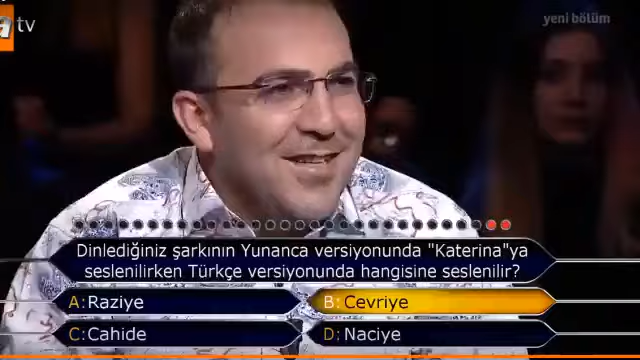 a tv
yeni bölüm
Dinlediğiniz şarkının Yunanca versiyonunda "Katerina"ya
seslenilirken Türkçe versiyonunda hangisine seslenilir?
A: Raziye
B: Cevriye
C: Cahide
D: Naciye